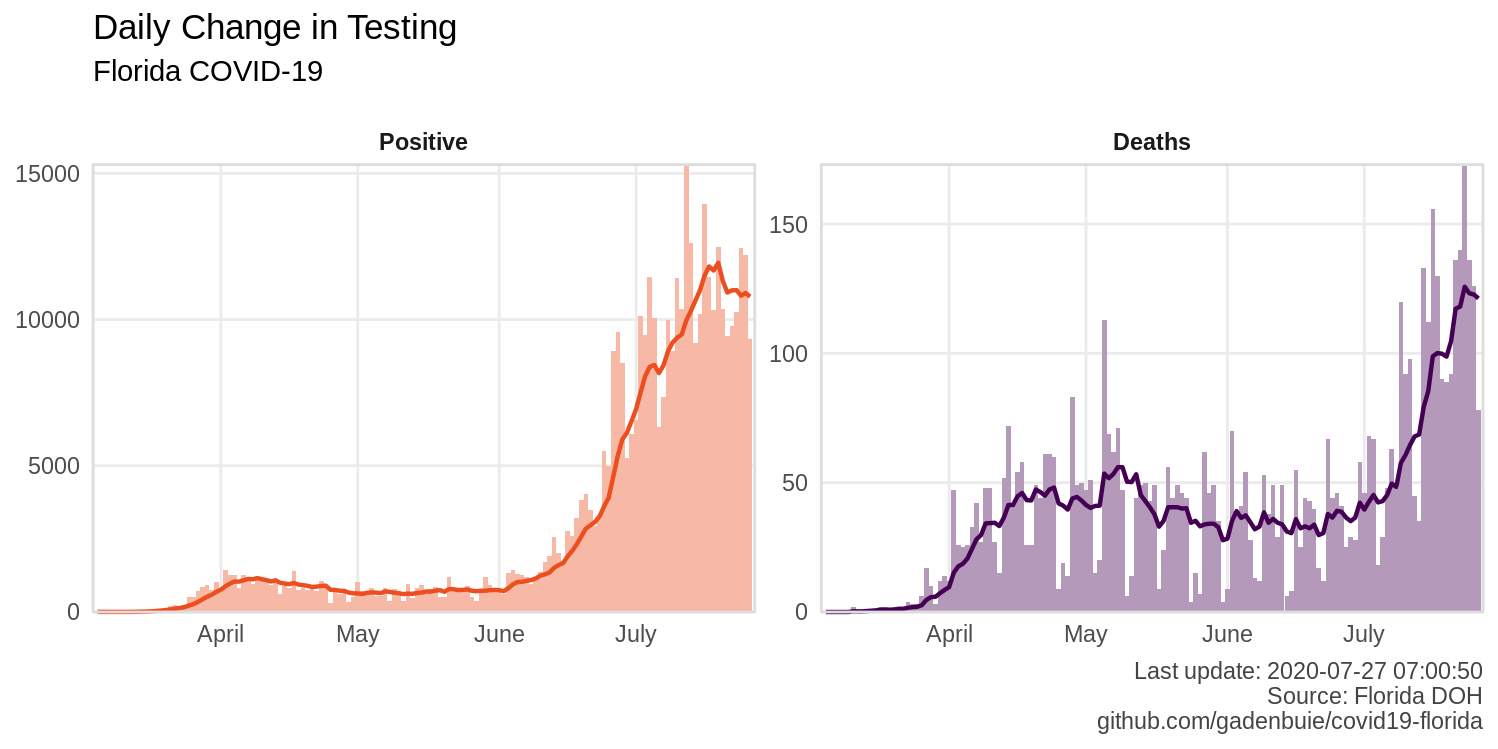 Daily Change in Testing
Florida COVID-19
Positive
15000
10000
5000
0
April May June July
Deaths
150
100
50
0
April May June July
Last update: 2020-07-27 07:00:50
Source: Florida DOH
github.com/gadenbuie/covid19-florida